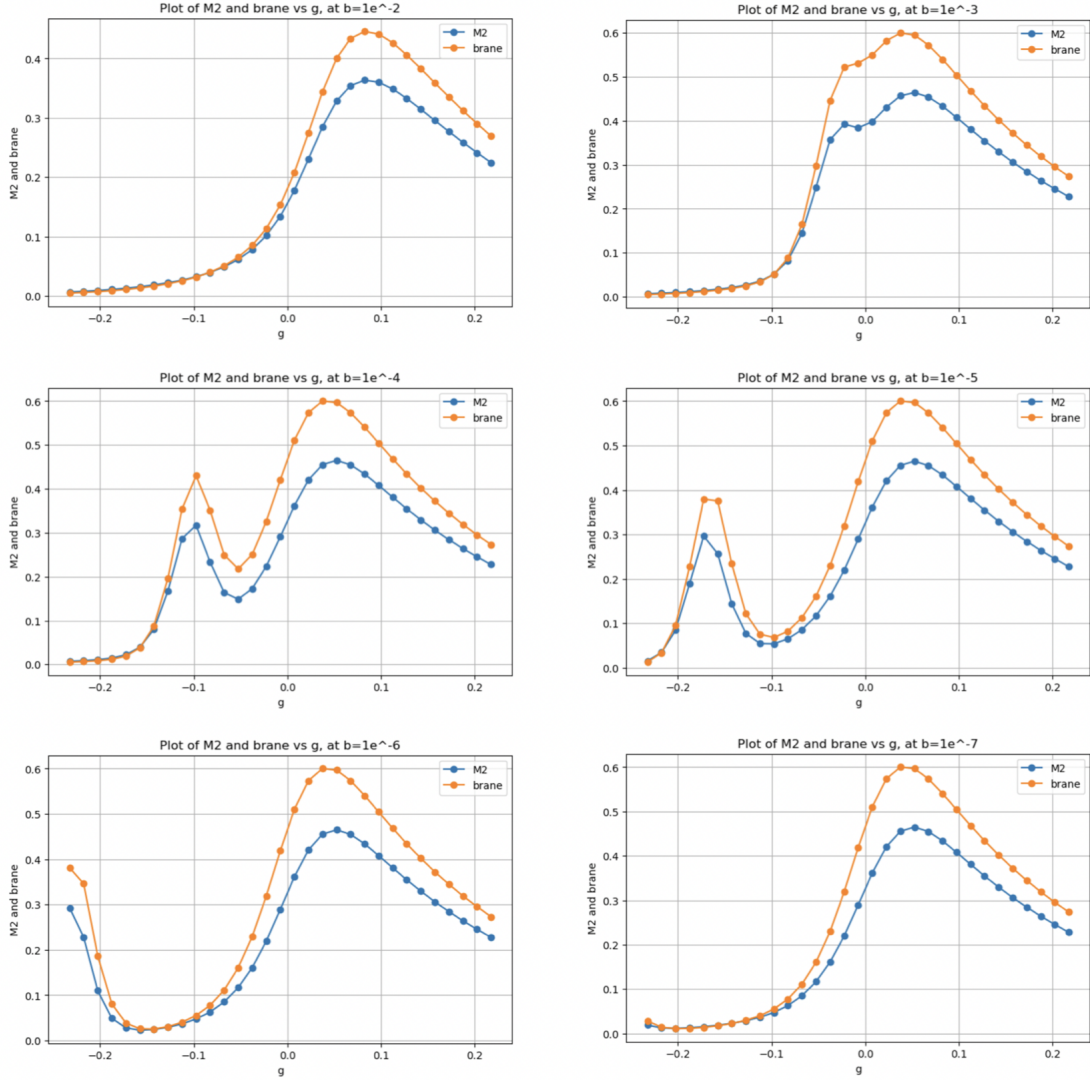 Plot of M2 and brane vs g, at b=1e^-2
M2
brane
M2 and brane
0.4
0.3
0.2
0.1
0.0
−0.2
−0.1
0.0
0.1
0.2
g
Plot of M2 and brane vs g, at b=1e^-3
M2
brane
M2 and brane
0.6
0.5
0.4
0.3
0.2
0.1
0.0
−0.2
−0.1
0.0
0.1
0.2
g
Plot of M2 and brane vs g, at b=1e^-4
M2
brane
M2 and brane
0.6
0.5
0.4
0.3
0.2
0.1
0.0
−0.2
−0.1
0.0
0.1
0.2
g
Plot of M2 and brane vs g, at b=1e^-5
M2
brane
M2 and brane
0.6
0.5
0.4
0.3
0.2
0.1
0.0
−0.2
−0.1
0.0
0.1
0.2
g
Plot of M2 and brane vs g, at b=1e^-6
M2
brane
M2 and brane
0.6
0.5
0.4
0.3
0.2
0.1
0.0
−0.2
−0.1
0.0
0.1
0.2
g
Plot of M2 and brane vs g, at b=1e^-7
M2
brane
M2 and brane
0.6
0.5
0.4
0.3
0.2
0.1
0.0
−0.2
−0.1
0.0
0.1
0.2
g